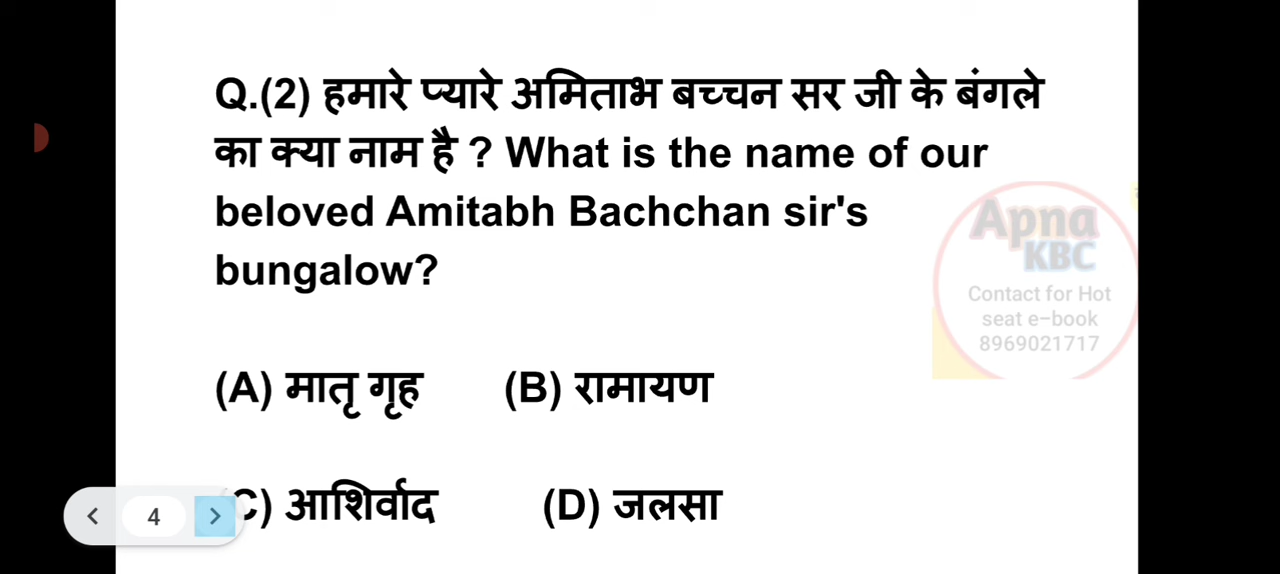 Q.(2) हमारे प्यारे अमिताभ बच्चन सर जी के बंगले
का क्या नाम है ? What is the name of our
beloved Amitabh Bachchan sir's
bungalow?
Apna
KBC
Contact for Hot
seat e-book
8969021717
(A) मातृ गृह (B) रामायण
(C) आशिर्वाद (D) जलसा
4